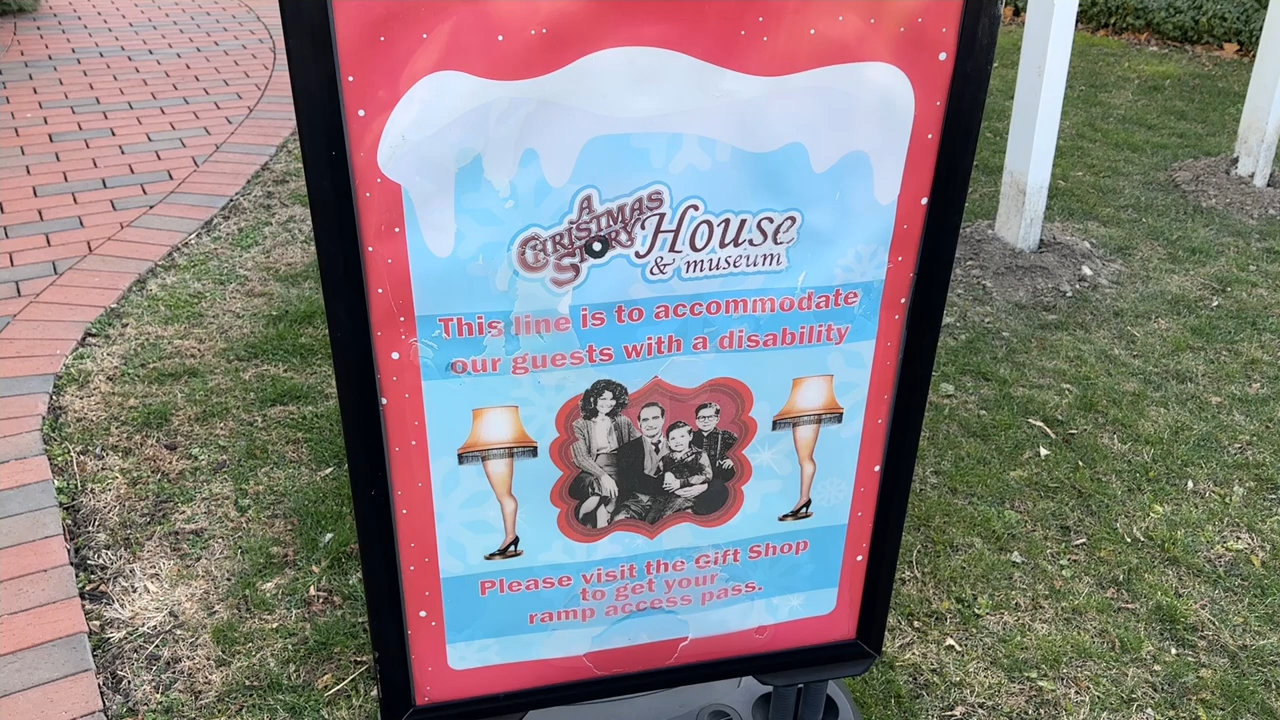 A
CHRISTMAS
STORY House
& museum
This line is to accommodate
our guests with a disability
Please visit the Gift Shop
to get your
ramp access pass.